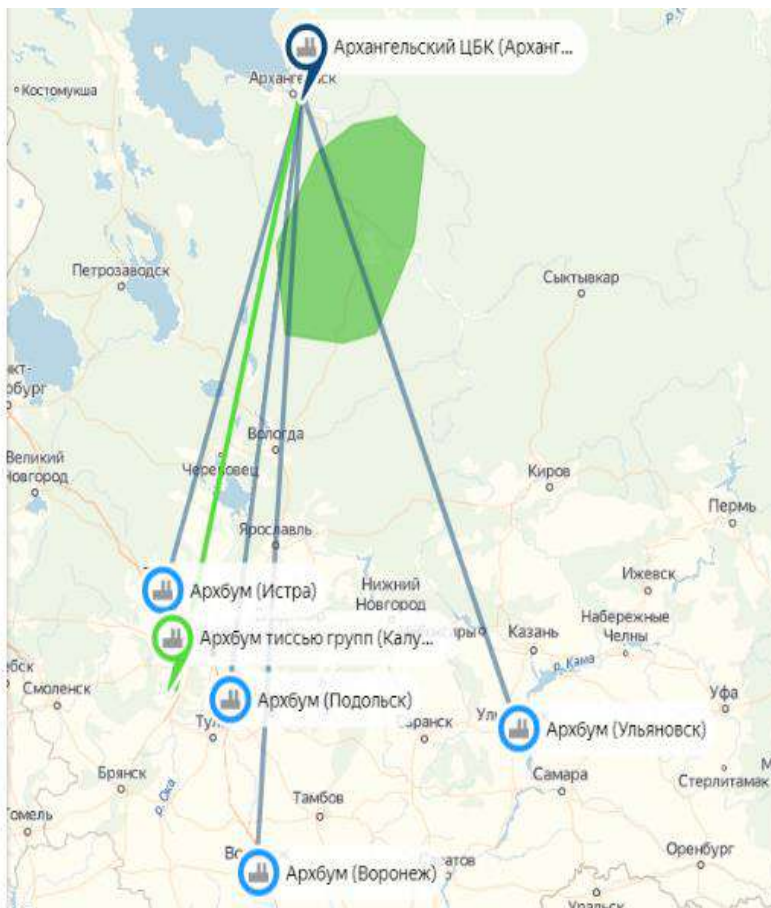 Архангельский ЦБК (Арханг...
Архангельск
Костомукша
Петрозаводск
Сыктывкар
Вологда
Череповец
Великий
Новгород
Киров
Пермь
Ярославль
Ижевск
Архбум (Истра)
Нижний
Новгород
Набережные
Челны
Архбум тиссью групп (Калу...
Казань
р. Кама
Смоленск
Архбум (Подольск)
Уфа
Архбум (Ульяновск)
Брянск
р. Ока
Самара
Стерлитамак
Тамбов
Оренбург
Архбум (Воронеж)
Уральск